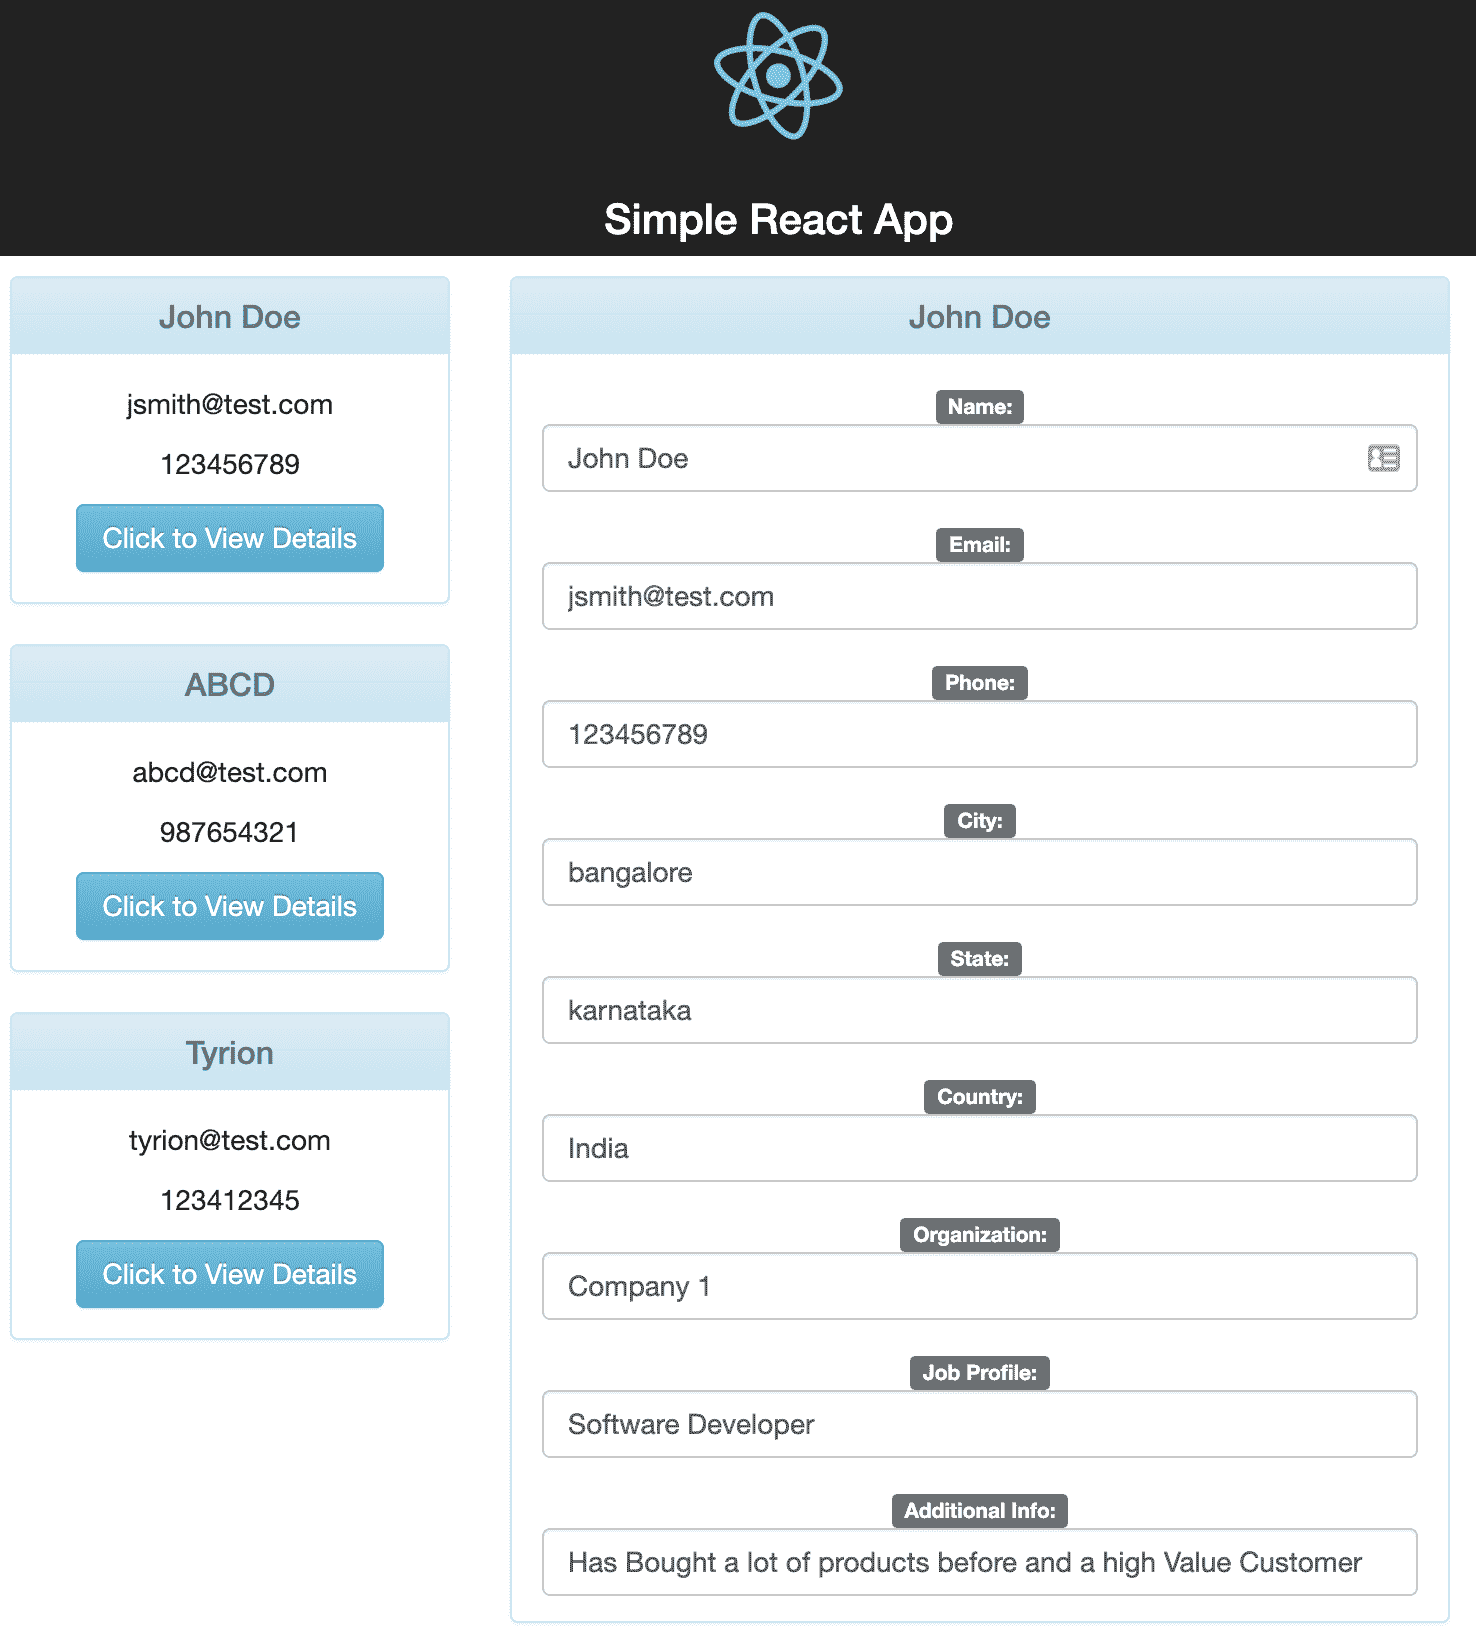 Simple React App
John Doe
jsmith@test.com
123456789
Click to View Details
ABCD
abcd@test.com
987654321
Click to View Details
Tyrion
tyrion@test.com
123412345
Click to View Details
John Doe
Name:
John Doe
Email:
jsmith@test.com
Phone:
123456789
City:
bangalore
State:
karnataka
Country:
India
Organization:
Company 1
Job Profile:
Software Developer
Additional Info:
Has Bought a lot of products before and a high Value Customer